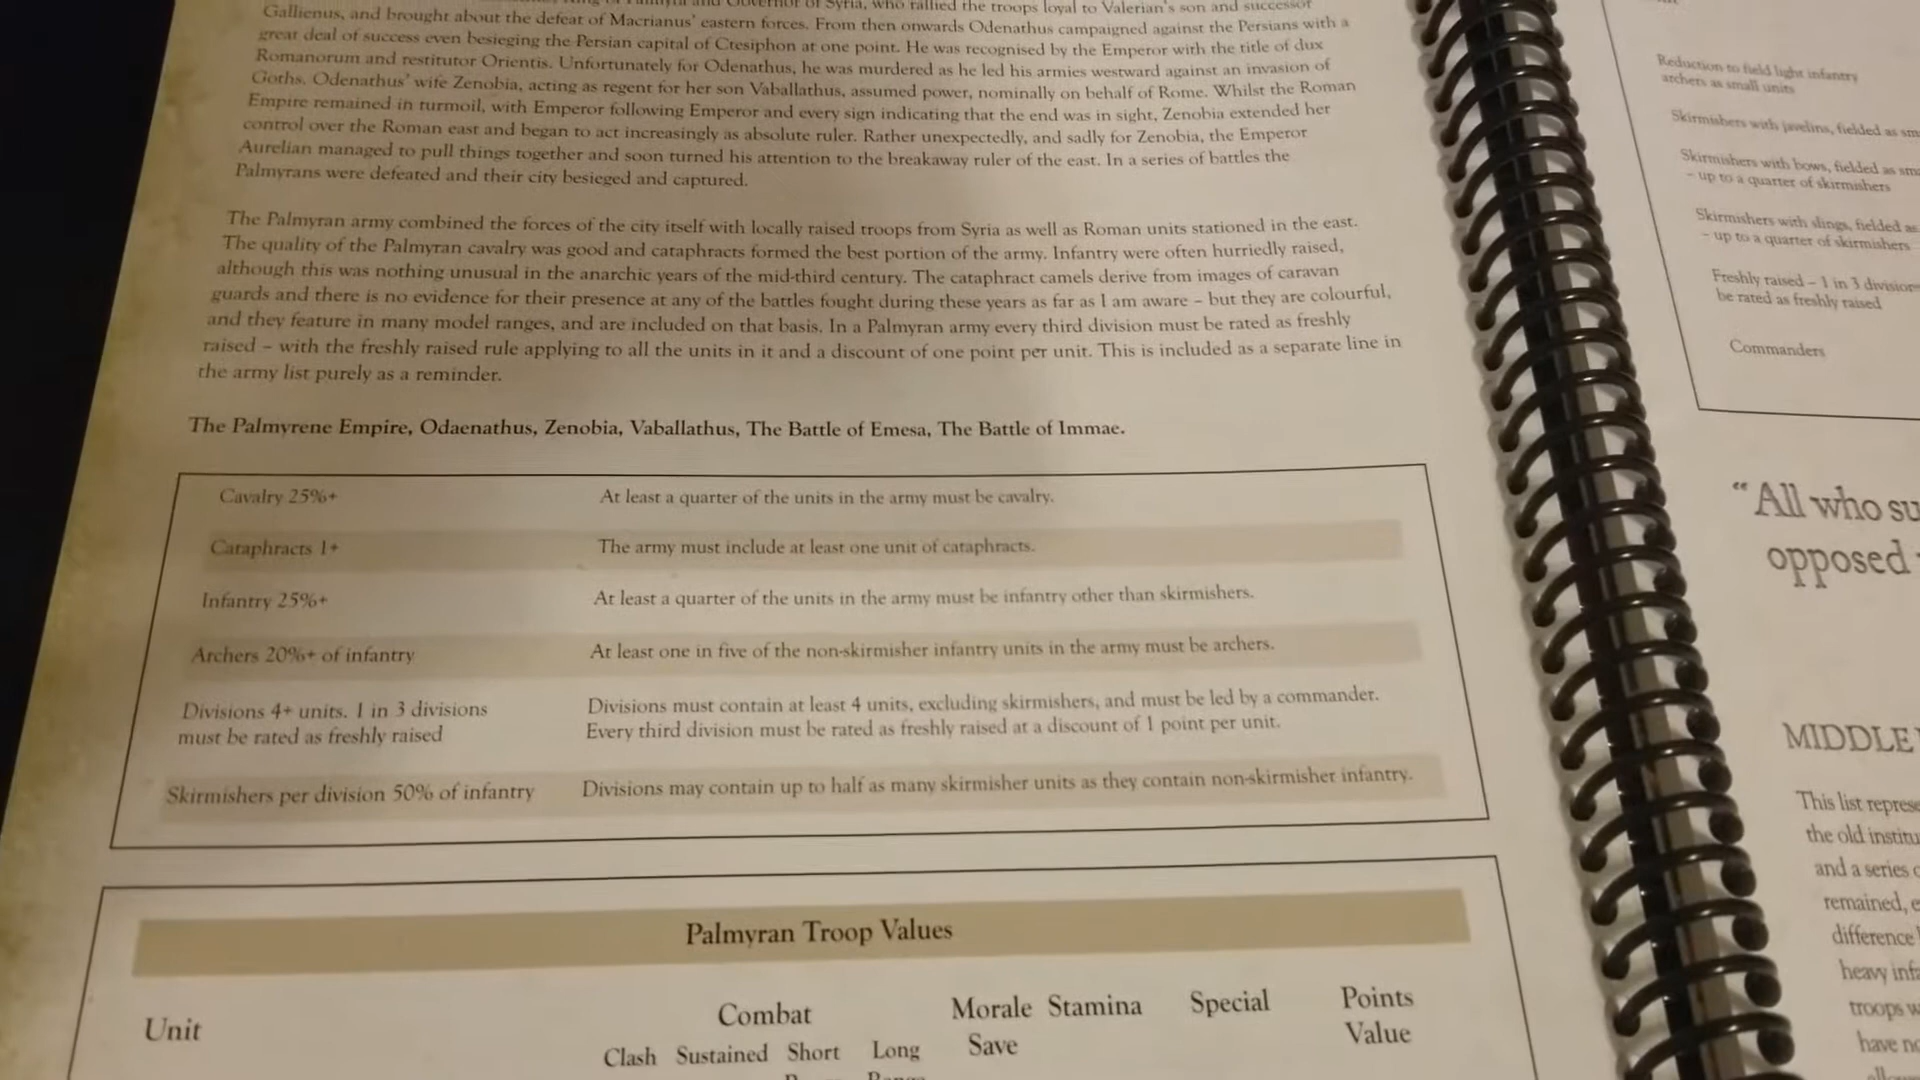 and Governor of Syria, who rallied the troops loyal to Valerian's son and successor
Gallienus, and brought about the defeat of Macrianus' eastern forces. From then onwards Odenathus campaigned against the Persians with a
great deal of success even besieging the Persian capital of Ctesiphon at one point. He was recognised by the Emperor with the title of dux
Romanorum and restitutor Orientis. Unfortunately for Odenathus, he was murdered as he led his armies westward against an invasion of
Goths. Odenathus' wife Zenobia, acting as regent for her son Vaballathus, assumed power, nominally on behalf of Rome. Whilst the Roman
Empire remained in turmoil, with Emperor following Emperor and every sign indicating that the end was in sight, Zenobia extended her
control over the Roman east and began to act increasingly as absolute ruler. Rather unexpectedly, and sadly for Zenobia, the Emperor
Aurelian managed to pull things together and soon turned his attention to the breakaway ruler of the east. In a series of battles the
Palmyrans were defeated and their city besieged and captured.
The Palmyran army combined the forces of the city itself with locally raised troops from Syria as well as Roman units stationed in the east.
The quality of the Palmyran cavalry was good and cataphracts formed the best portion of the army. Infantry were often hurriedly raised,
although this was nothing unusual in the anarchic years of the mid-third century. The cataphract camels derive from images of caravan
guards and there is no evidence for their presence at any of the battles fought during these years as far as I am aware – but they are colourful,
and they feature in many model ranges, and are included on that basis. In a Palmyran army every third division must be rated as freshly
raised – with the freshly raised rule applying to all the units in it and a discount of one point per unit. This is included as a separate line in
the army list purely as a reminder.
The Palmyrene Empire, Odaenathus, Zenobia, Vaballathus, The Battle of Emesa, The Battle of Immae.
Cavalry 25%+ At least a quarter of the units in the army must be cavalry.
Cataphracts 1+ The army must include at least one unit of cataphracts.
Infantry 25%+ At least a quarter of the units in the army must be infantry other than skirmishers.
Archers 20%+ of infantry At least one in five of the non-skirmisher infantry units in the army must be archers.
Divisions 4+ units. 1 in 3 divisions Divisions must contain at least 4 units, excluding skirmishers, and must be led by a commander.
must be rated as freshly raised Every third division must be rated as freshly raised at a discount of 1 point per unit.
Skirmishers per division 50% of infantry Divisions may contain up to half as many skirmisher units as they contain non-skirmisher infantry.
Palmyran Troop Values
Unit Combat Morale Stamina Special Points
Save Value
Clash Sustained Short Long
Reduction to field light infantry
archers as small units
Skirmishers with javelins, fielded as
Skirmishers with bows, fielded as
– up to a quarter of skirmishers
Skirmishers with slings, fielded as
– up to a quarter of skirmishers
Freshly raised – 1 in 3 division
be rated as freshly raised
Commanders
"All who su
opposed
MIDDLE
This list represe
the old institu
and a series
remained,
difference
heavy inf
troops
have no